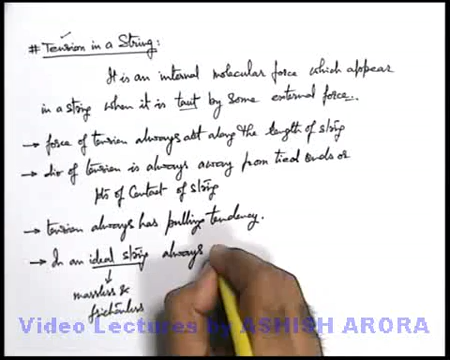 # Tension in a String:
It is an internal molecular force which appear
in a string when it is taut by some external force.
→ force of tension always act along the length of string
→ dir of tension is always away from tied ends or
pts of Contact of string
→ tension always has pulling tendency.
→ In an ideal string always
massless &
frictionless
Video Lectures by ASHISH ARORA